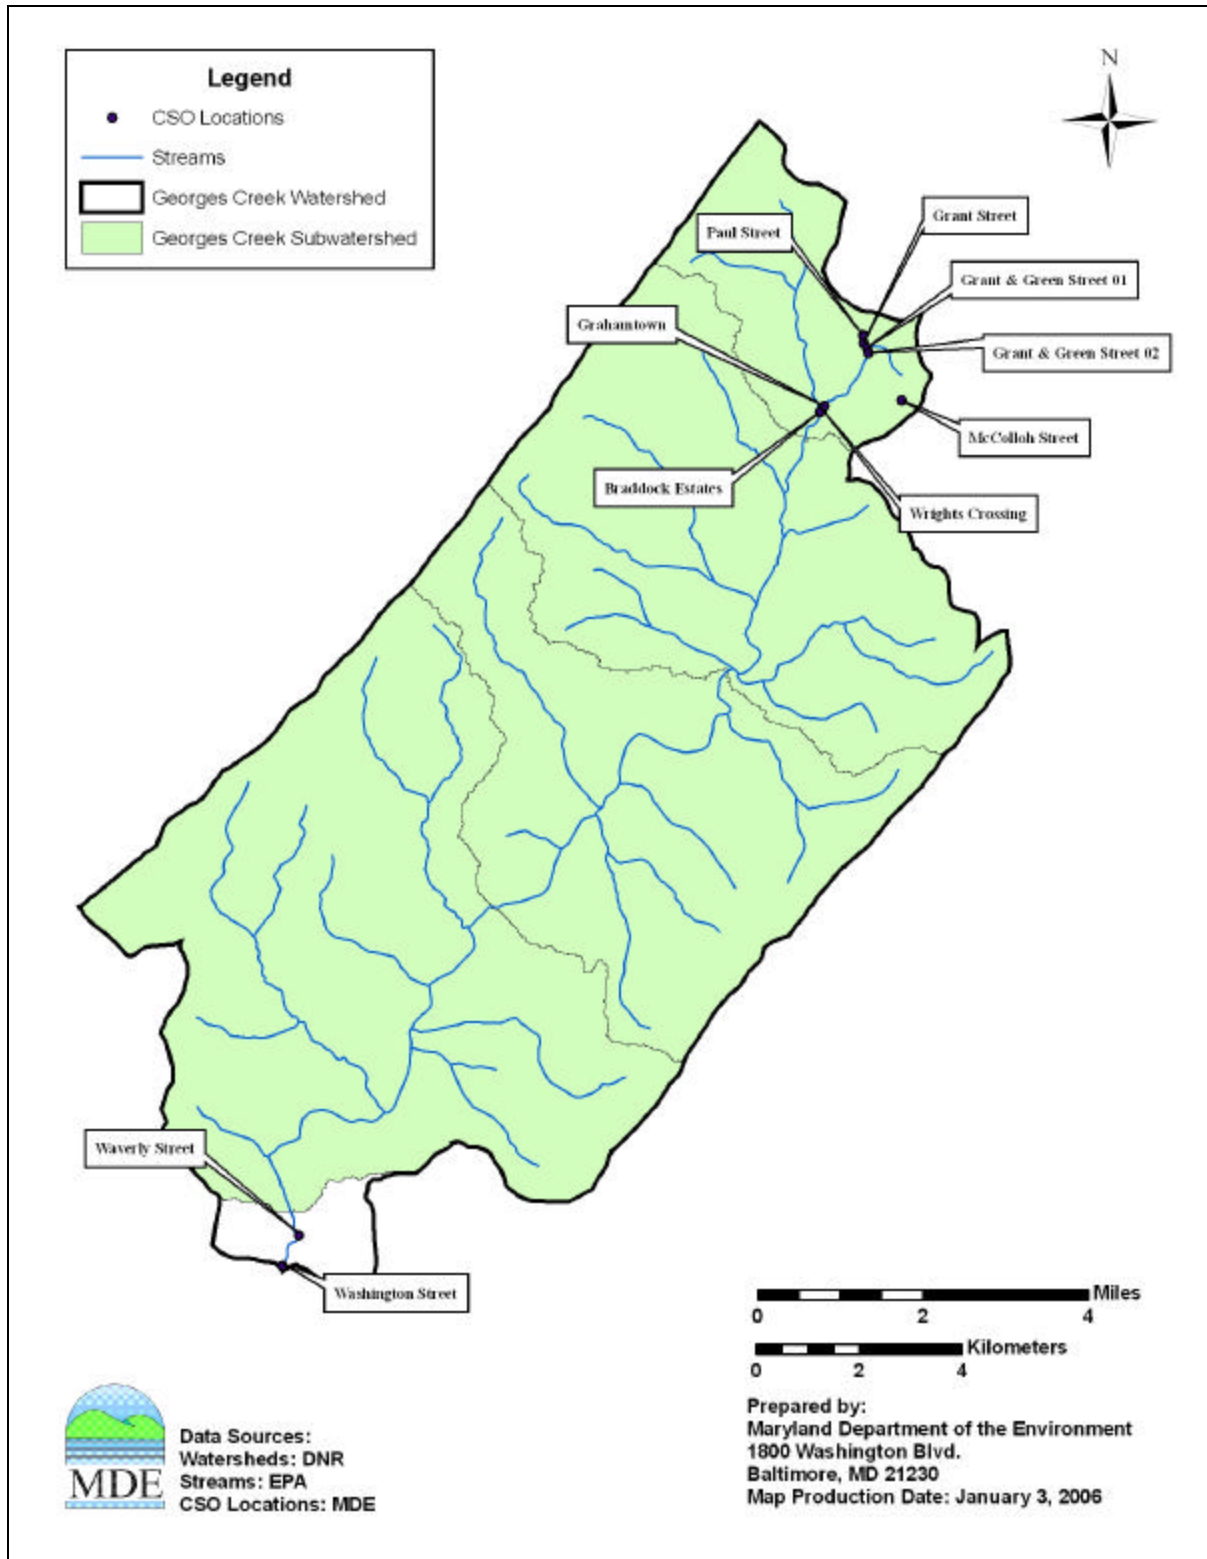 Legend
CSO Locations
Streams
Georges Creek Watershed
Georges Creek Subwatershed
N
Grant Street
Paul Street
Grant & Green Street 01
Grahamtown
Grant & Green Street 02
McColloh Street
Braddock Estates
Wrights Crossing
Waverly Street
Washington Street
Miles
0 2 4
Kilometers
0 2 4
Prepared by:
Maryland Department of the Environment
1800 Washington Blvd.
Baltimore, MD 21230
Map Production Date: January 3, 2006
MDE
Data Sources:
Watersheds: DNR
Streams: EPA
CSO Locations: MDE